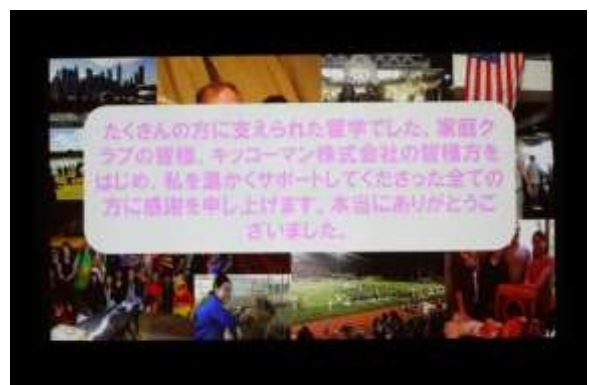 たくさんの方に支えられた留学でした。家庭ク
ラブの皆様、キッコーマン株式会社の皆様方を
はじめ、私を温かくサポートしてくださった全ての
方に感謝を申し上げます。本当にありがとうご
ざいました。